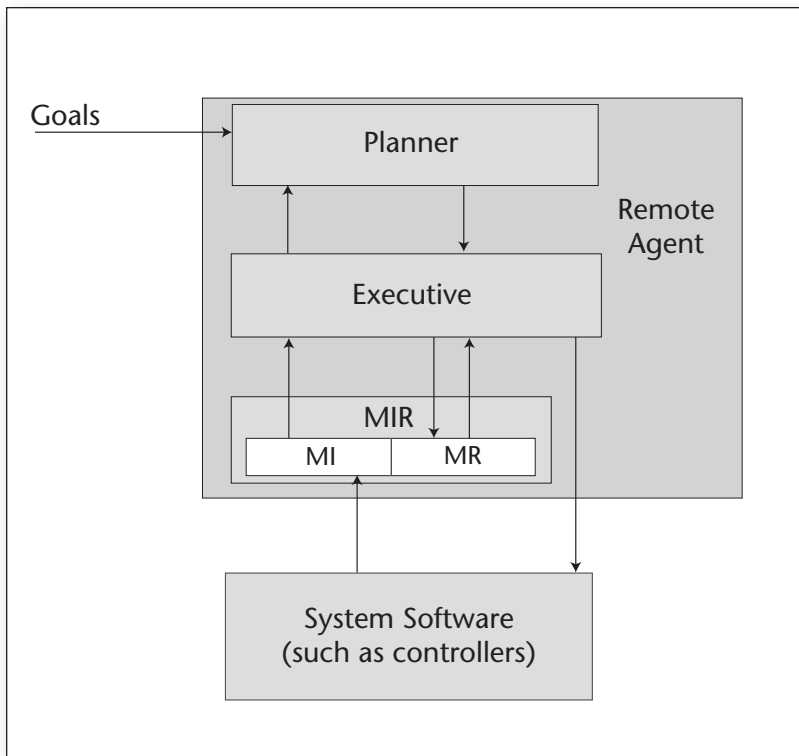 Goals
Planner
Remote
Agent
Executive
MIR
MI
MR
System Software
(such as controllers)